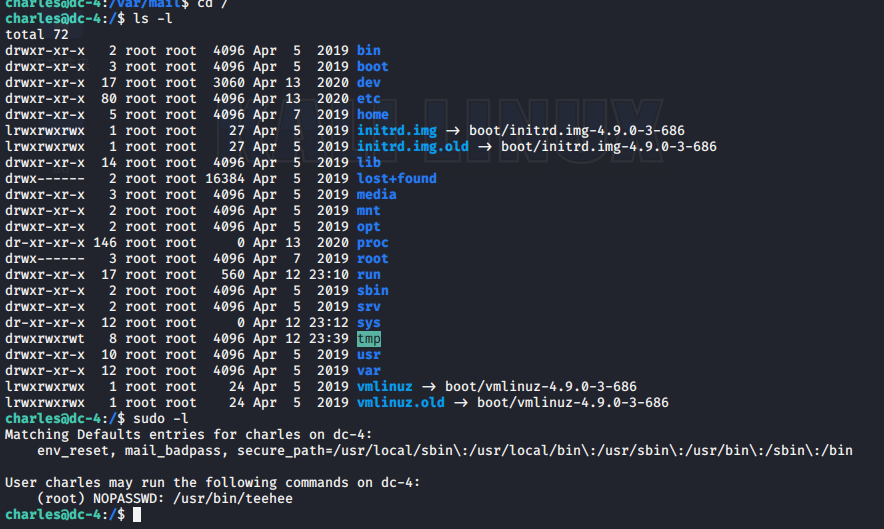 charles@dc-4:/var/mail$ cd /
charles@dc-4:/$ ls -l
total 72
drwxr-xr-x   2 root root  4096 Apr  5  2019 bin
drwxr-xr-x   3 root root  4096 Apr  5  2019 boot
drwxr-xr-x  17 root root  3060 Apr 13  2020 dev
drwxr-xr-x  80 root root  4096 Apr 13  2020 etc
drwxr-xr-x   5 root root  4096 Apr  7  2019 home
lrwxrwxrwx   1 root root    27 Apr  5  2019 initrd.img → boot/initrd.img-4.9.0-3-686
lrwxrwxrwx   1 root root    27 Apr  5  2019 initrd.img.old → boot/initrd.img-4.9.0-3-686
drwxr-xr-x  14 root root  4096 Apr  5  2019 lib
drwx------   2 root root 16384 Apr  5  2019 lost+found
drwxr-xr-x   3 root root  4096 Apr  5  2019 media
drwxr-xr-x   2 root root  4096 Apr  5  2019 mnt
drwxr-xr-x   2 root root  4096 Apr  5  2019 opt
dr-xr-xr-x 146 root root     0 Apr 13  2020 proc
drwx------   3 root root  4096 Apr  7  2019 root
drwxr-xr-x  17 root root   560 Apr 12 23:10 run
drwxr-xr-x   2 root root  4096 Apr  5  2019 sbin
drwxr-xr-x   2 root root  4096 Apr  5  2019 srv
dr-xr-xr-x  12 root root     0 Apr 12 23:12 sys
drwxrwxrwt   8 root root  4096 Apr 12 23:39 tmp
drwxr-xr-x  10 root root  4096 Apr  5  2019 usr
drwxr-xr-x  12 root root  4096 Apr  5  2019 var
lrwxrwxrwx   1 root root    24 Apr  5  2019 vmlinuz → boot/vmlinuz-4.9.0-3-686
lrwxrwxrwx   1 root root    24 Apr  5  2019 vmlinuz.old → boot/vmlinuz-4.9.0-3-686
charles@dc-4:/$ sudo -l
Matching Defaults entries for charles on dc-4:
    env_reset, mail_badpass, secure_path=/usr/local/sbin\:/usr/local/bin\:/usr/sbin\:/usr/bin\:/sbin\:/bin

User charles may run the following commands on dc-4:
    (root) NOPASSWD: /usr/bin/teehee
charles@dc-4:/$
KALI LINUX